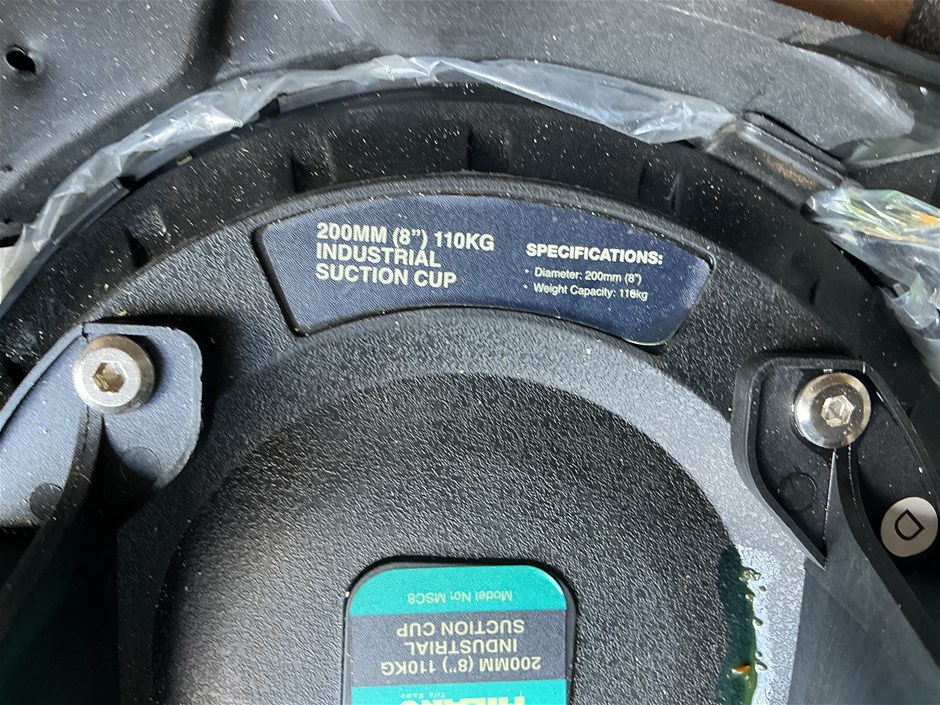 200MM (8") 110KG
INDUSTRIAL
SUCTION CUP
SPECIFICATIONS:
• Diameter: 200mm (8")
• Weight Capacity: 110kg
D
200MM (8") 110KG
INDUSTRIAL
SUCTION CUP
Model No: MSC8